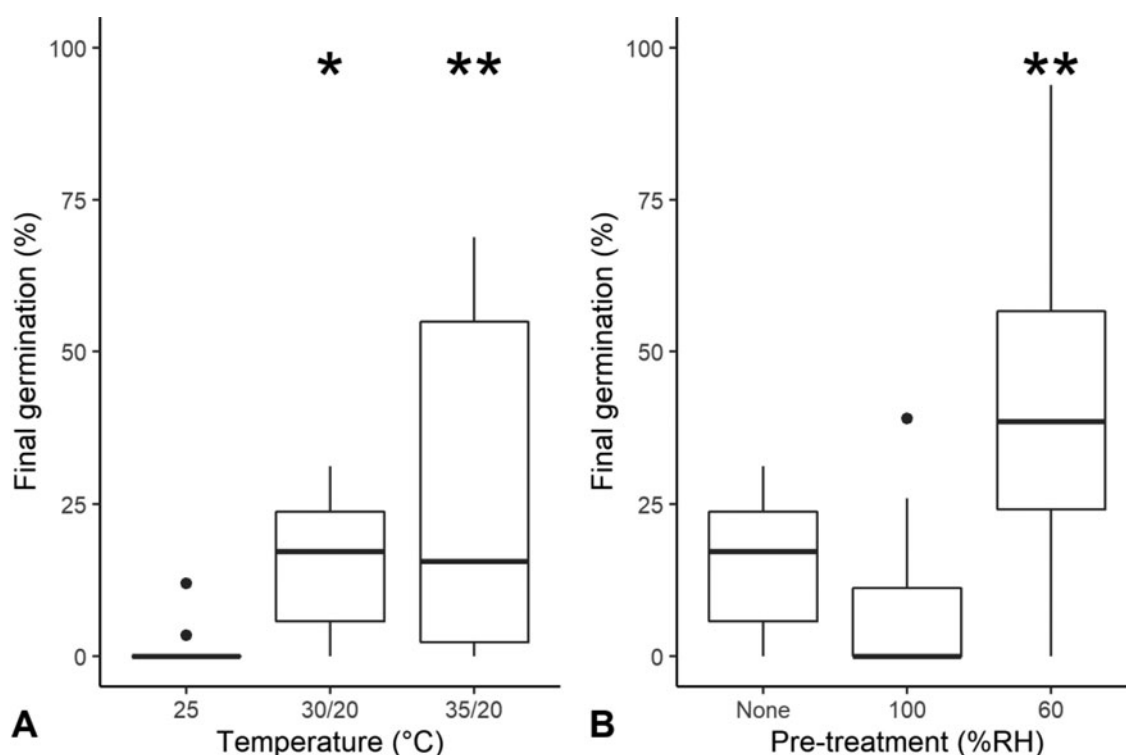 100
75
50
25
0
Final germination (%)
*
**
25
30/20
35/20
Temperature (°C)
A
100
75
50
25
0
Final germination (%)
**
None
100
60
Pre-treatment (%RH)
B